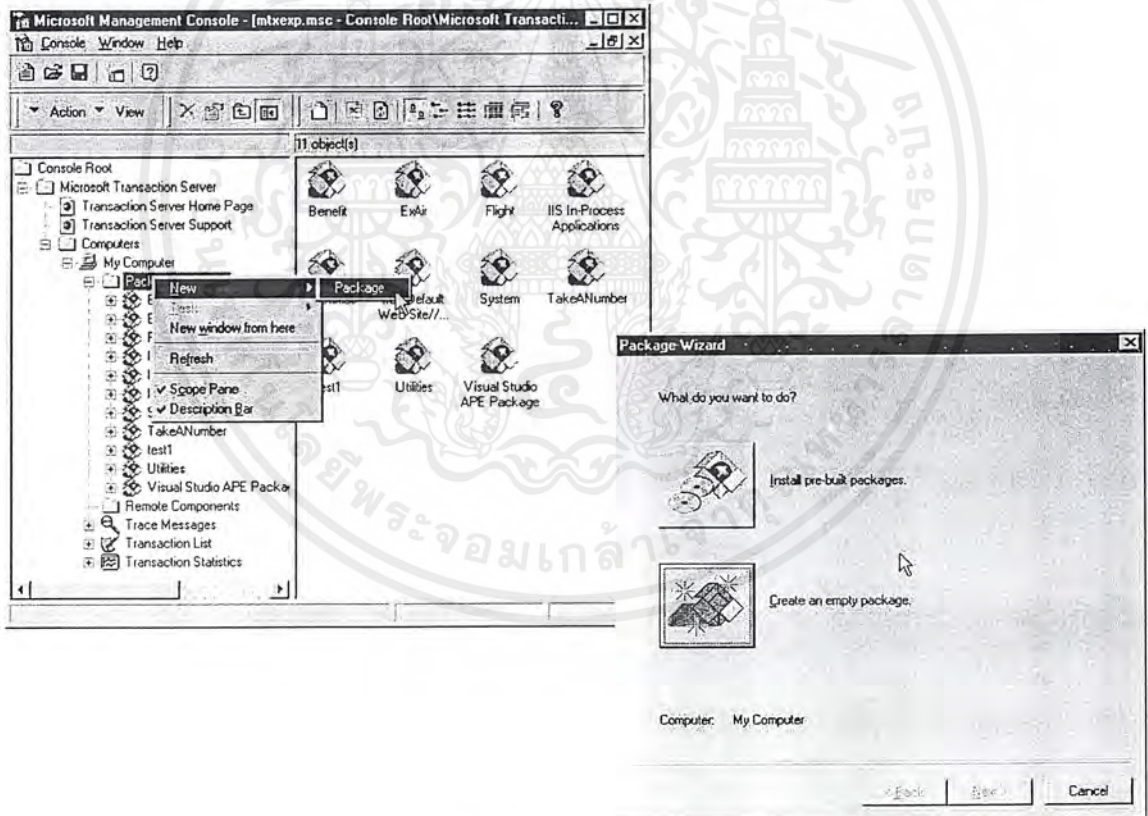 Microsoft Management Console - [mtxexp.msc - Console Root\Microsoft Transacti...
Console Window Help
Action View
11 object(s)
Console Root
Microsoft Transaction Server
Transaction Server Home Page
Transaction Server Support
Computers
My Computer
Pac
E
E
F
I
I
I
S
TakeANumber
test1
Utilities
Visual Studio APE Packa
Remote Components
Trace Messages
Transaction List
Transaction Statistics
New
New window from here
Refresh
Scope Pane
Description Bar
Package
Benefit
ExAir
Flight
IIS In-Process
Applications
Default
Web Site//...
System
TakeANumber
est1
Utilities
Visual Studio
APE Package
Package Wizard
What do you want to do?
Install pre-built packages.
Create an empty package.
Computer: My Computer
< Back
Next >
Cancel